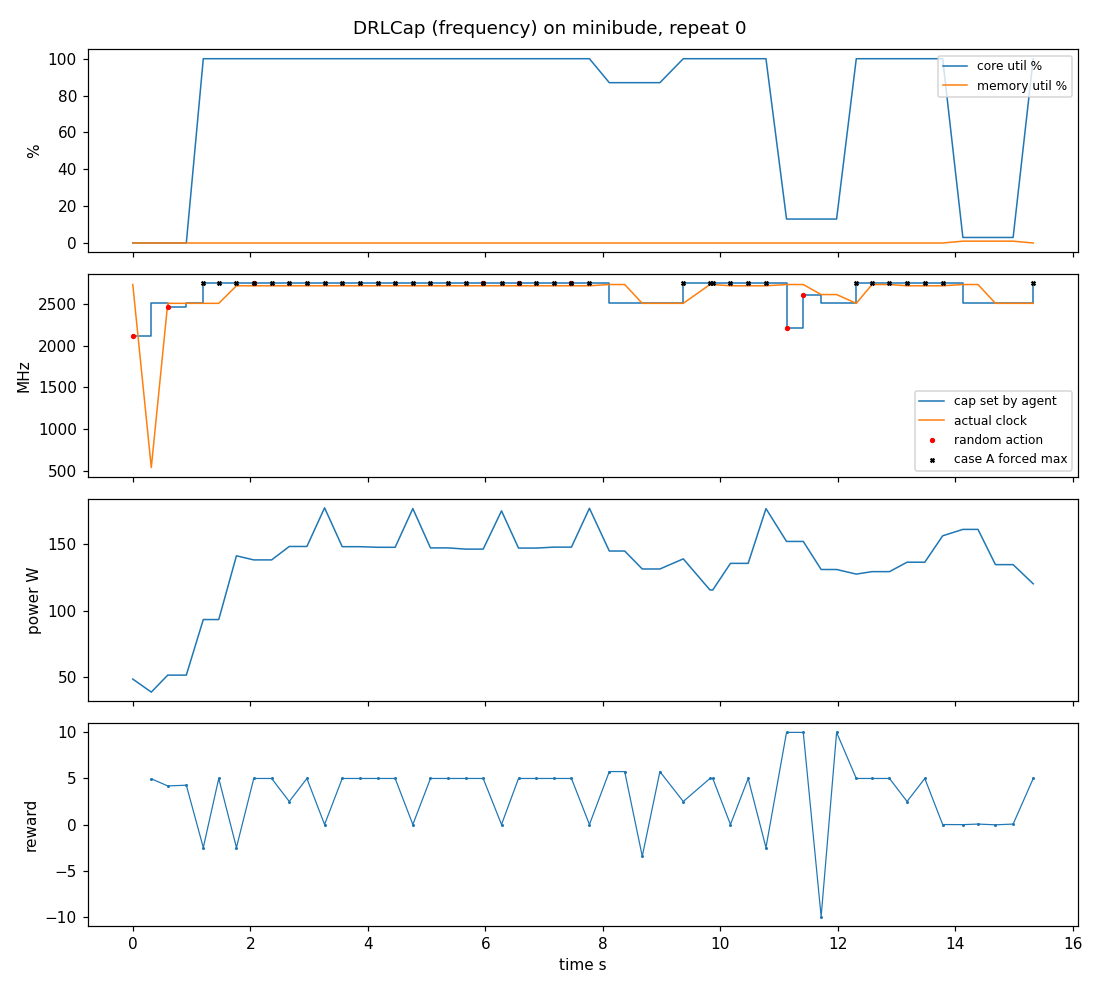 DRLCap (frequency) on minibude, repeat 0
100
80
60
40
20
0
%
core util %
memory util %
2500
2000
1500
1000
500
MHz
cap set by agent
actual clock
random action
case A forced max
150
100
50
power W
10
5
0
−5
−10
reward
0 2 4 6 8 10 12 14 16
time s